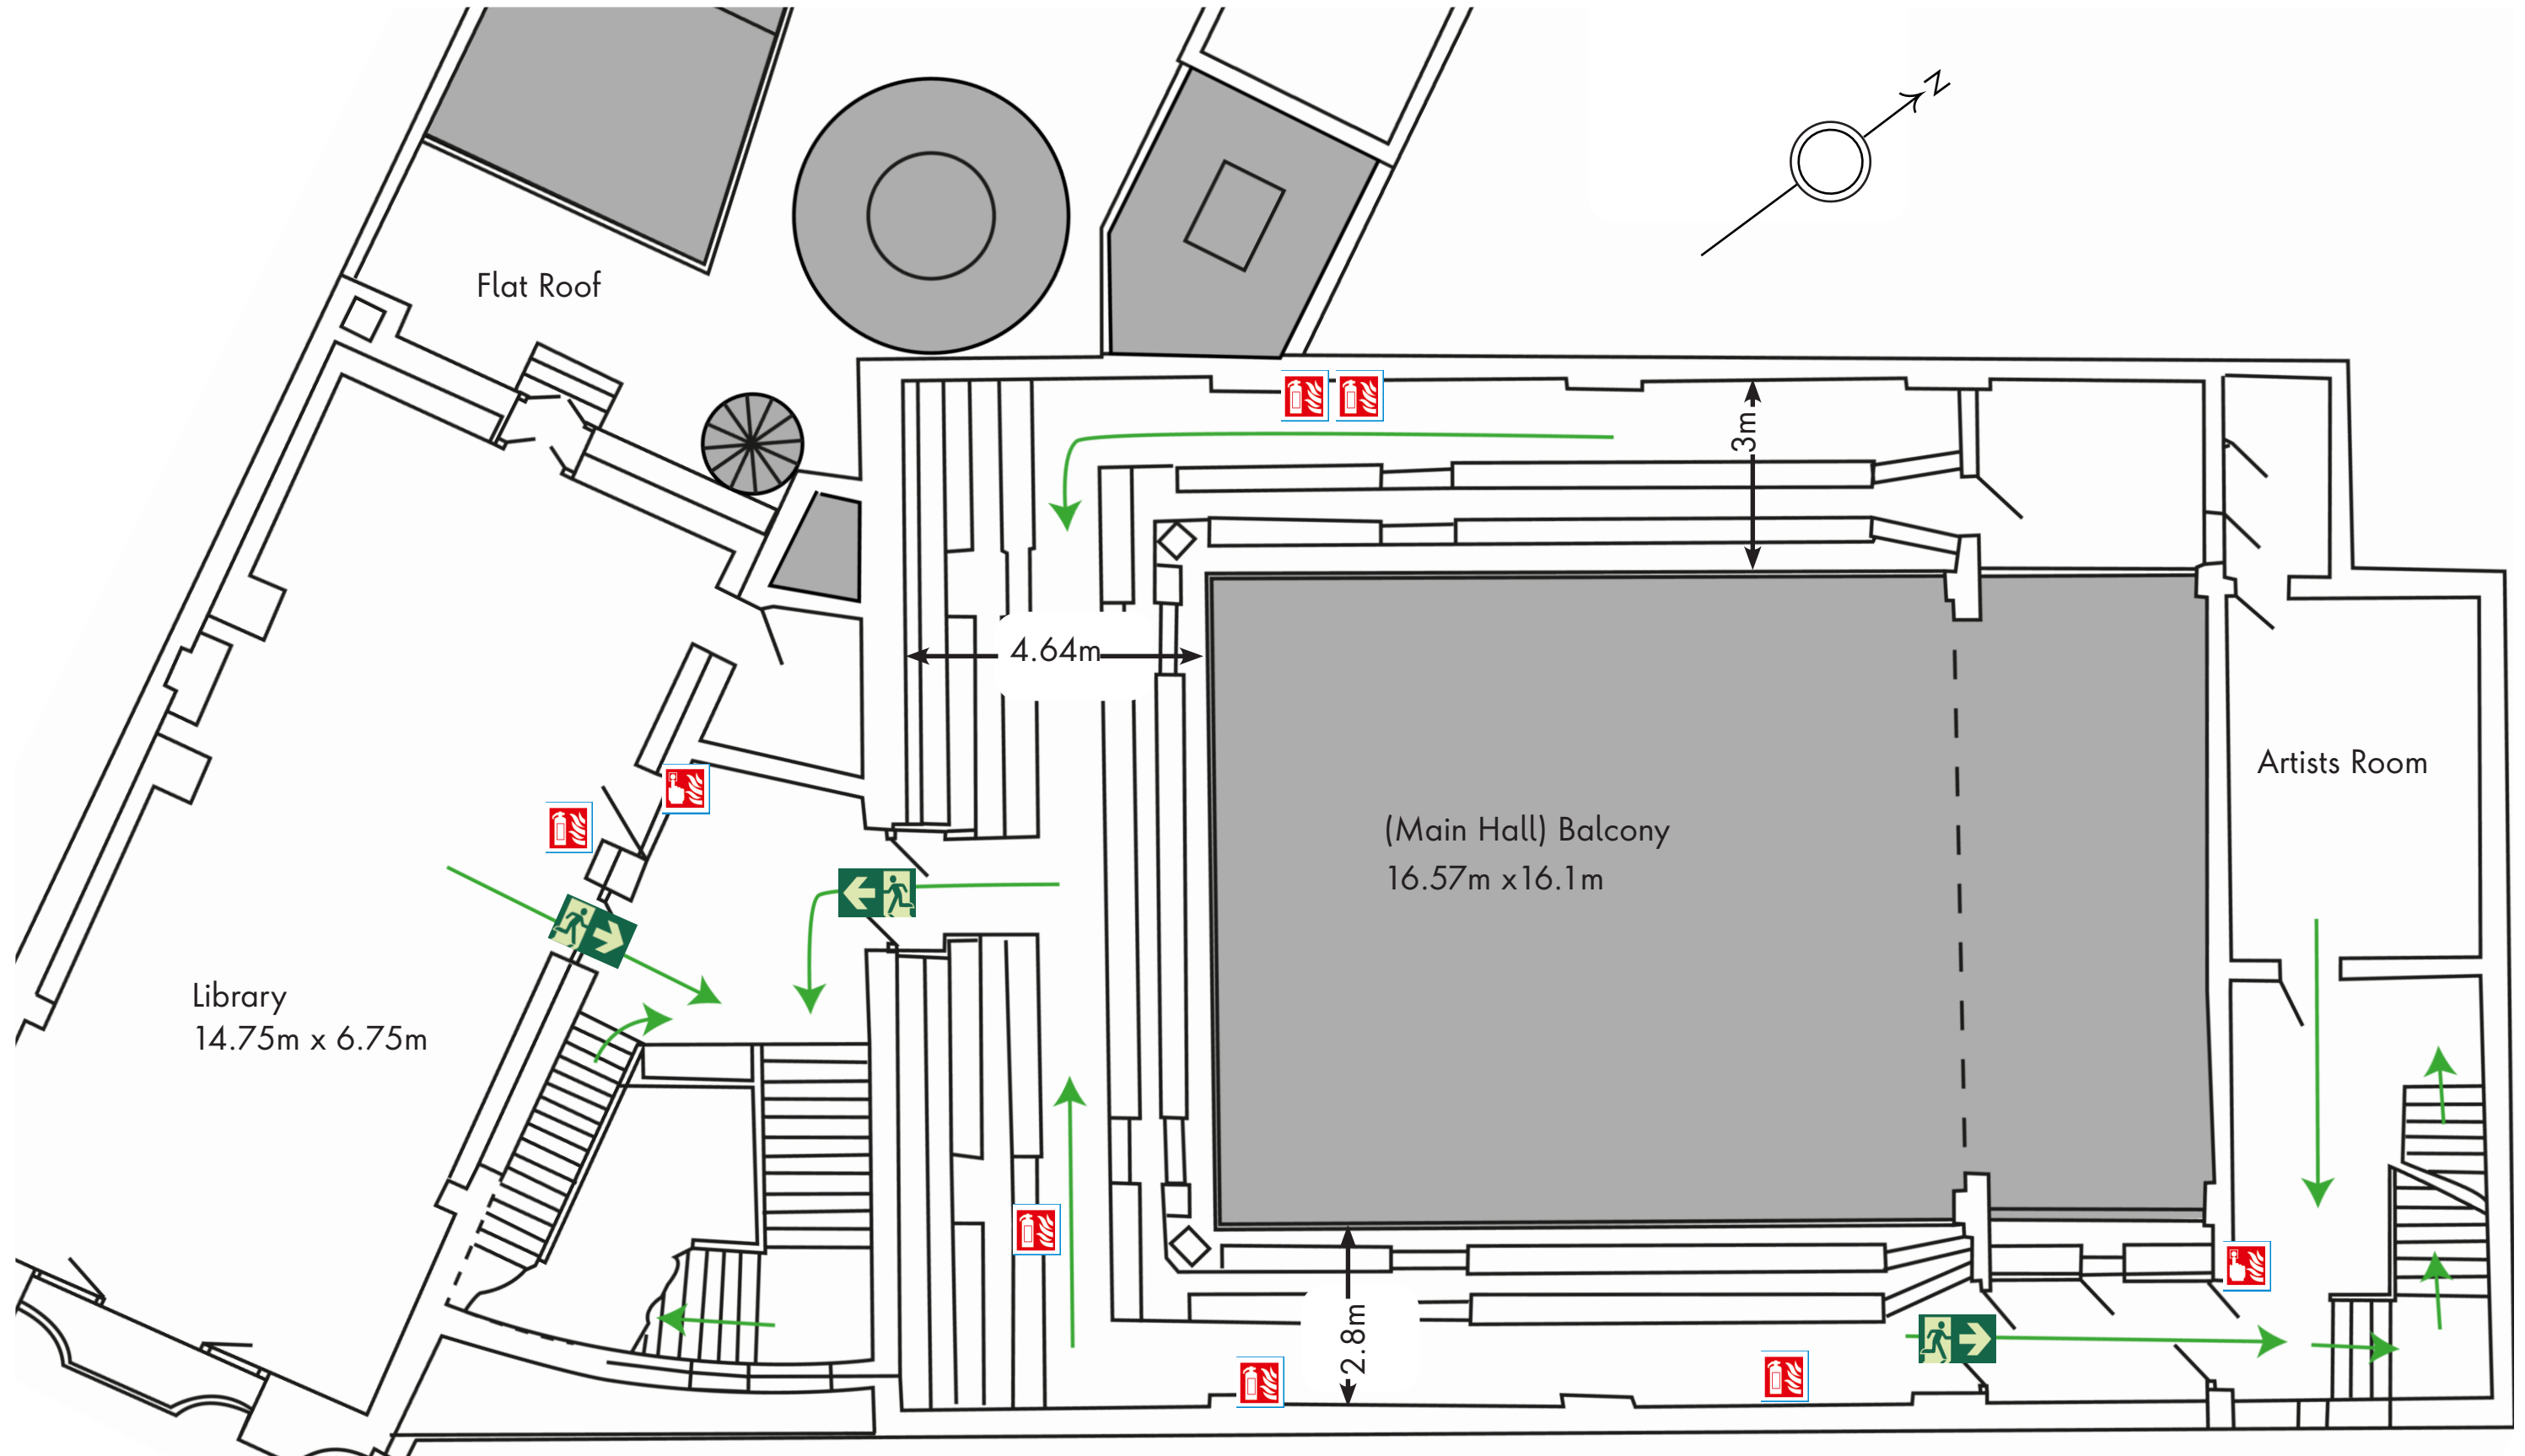 N
Flat Roof
3m
4.64m
Artists Room
(Main Hall) Balcony
16.57m x16.1m
Library
14.75m x 6.75m
2.8m